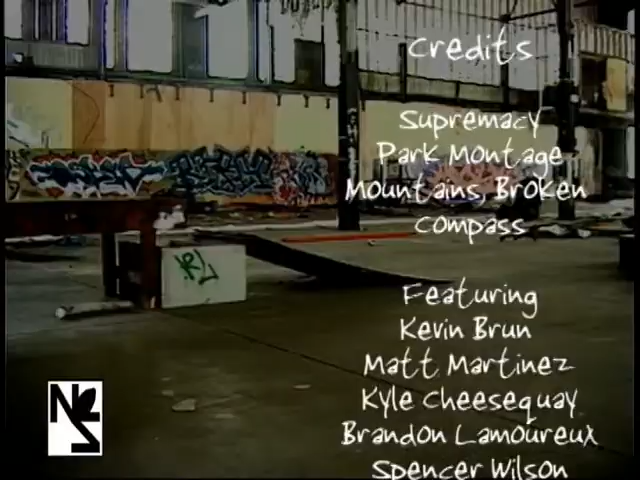 Credits
Supremacy
Park Montage
Mountains, Broken
Compass
Featuring
Kevin Brun
Matt Martinez
Kyle Cheesequay
Brandon Lamoureux
Spencer Wilson